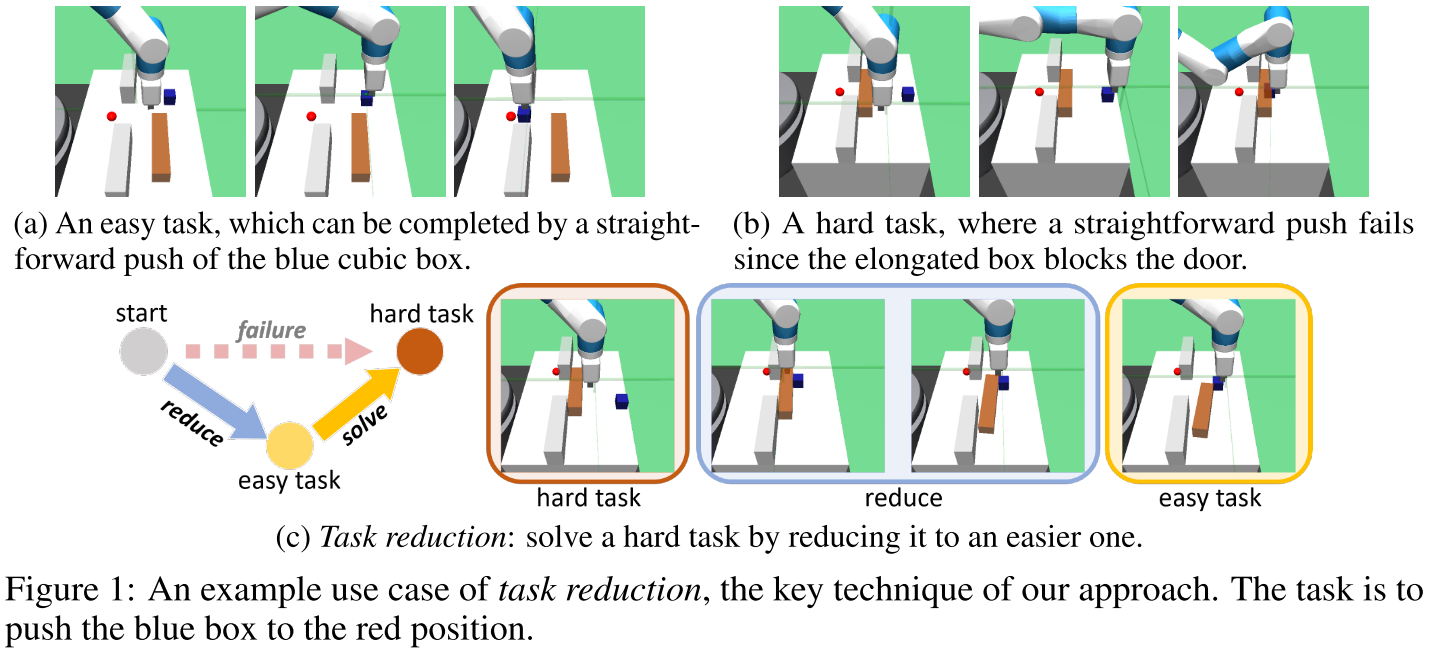 (a) An easy task, which can be completed by a straight-
forward push of the blue cubic box.
(b) A hard task, where a straightforward push fails
since the elongated box blocks the door.
start
failure
hard task
reduce
solve
easy task
hard task
reduce
easy task
(c) Task reduction: solve a hard task by reducing it to an easier one.
Figure 1: An example use case of task reduction, the key technique of our approach. The task is to
push the blue box to the red position.